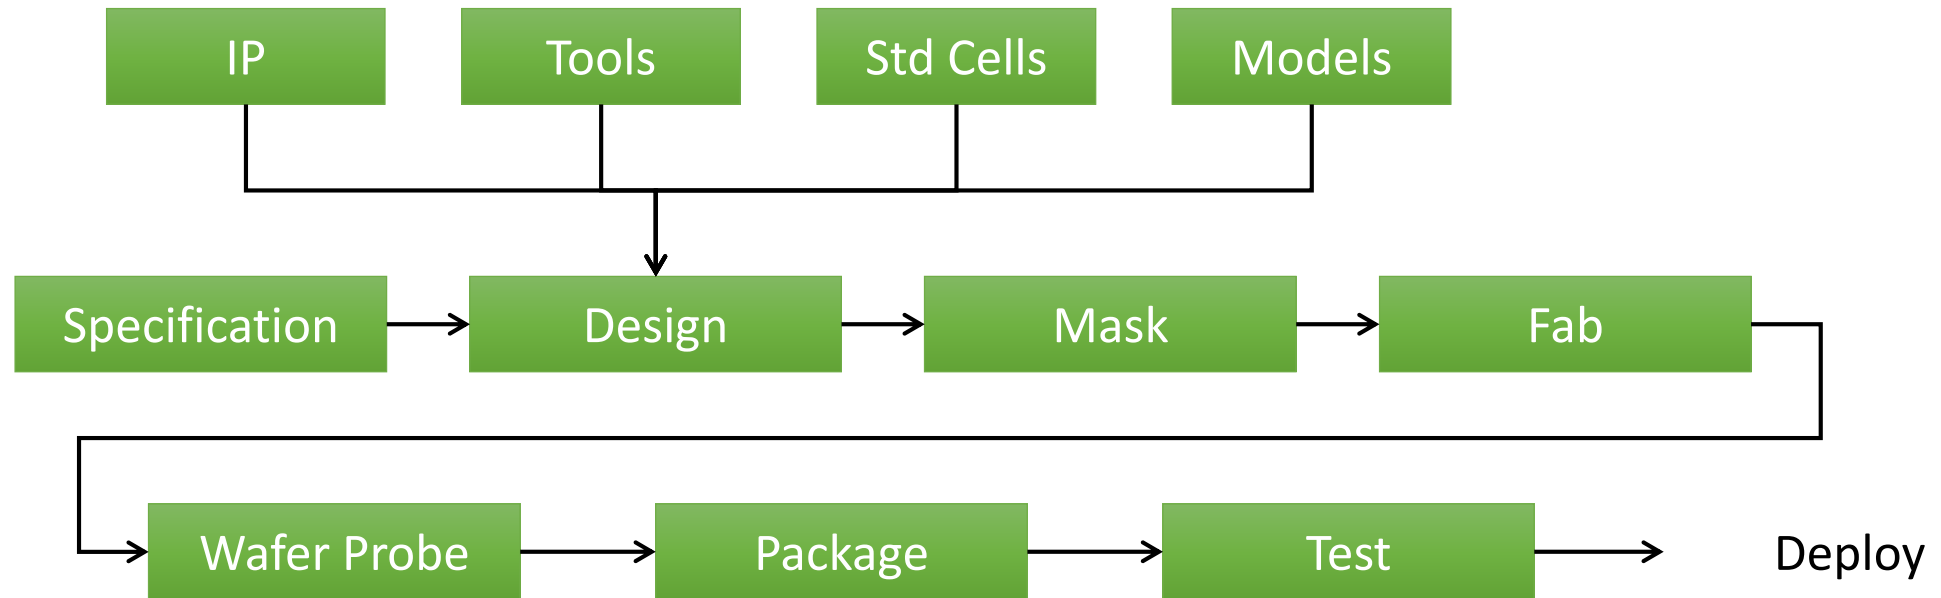 IP
Tools
Std Cells
Models
Specification
Design
Mask
Fab
Wafer Probe
Package
Test
Deploy